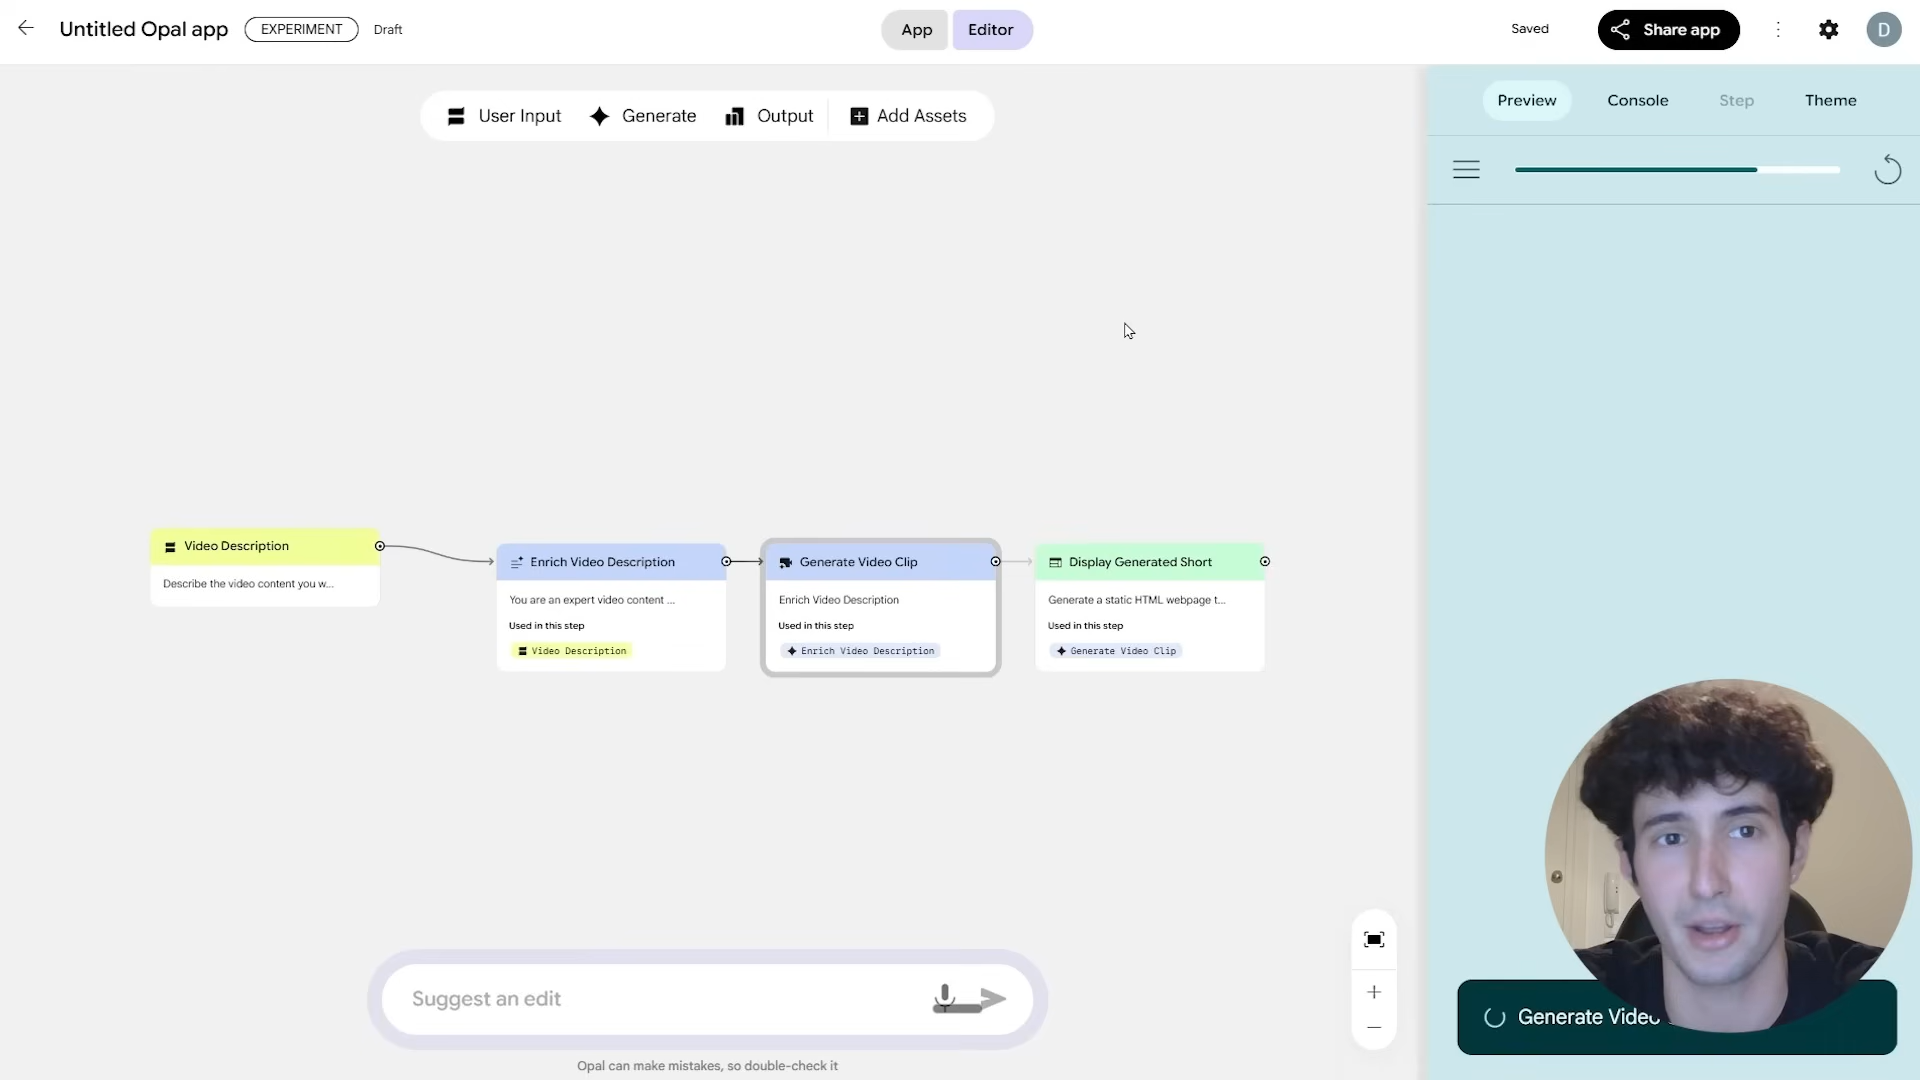 Untitled Opal app
EXPERIMENT
Draft
App
Editor
Saved
Share app
D
User Input
Generate
Output
Add Assets
Preview
Console
Step
Theme
Video Description
Describe the video content you w...
Enrich Video Description
You are an expert video content ...
Used in this step
Video Description
Generate Video Clip
Enrich Video Description
Used in this step
Enrich Video Description
Display Generated Short
Generate a static HTML webpage t...
Used in this step
Generate Video Clip
Suggest an edit
Opal can make mistakes, so double-check it
Generate Video